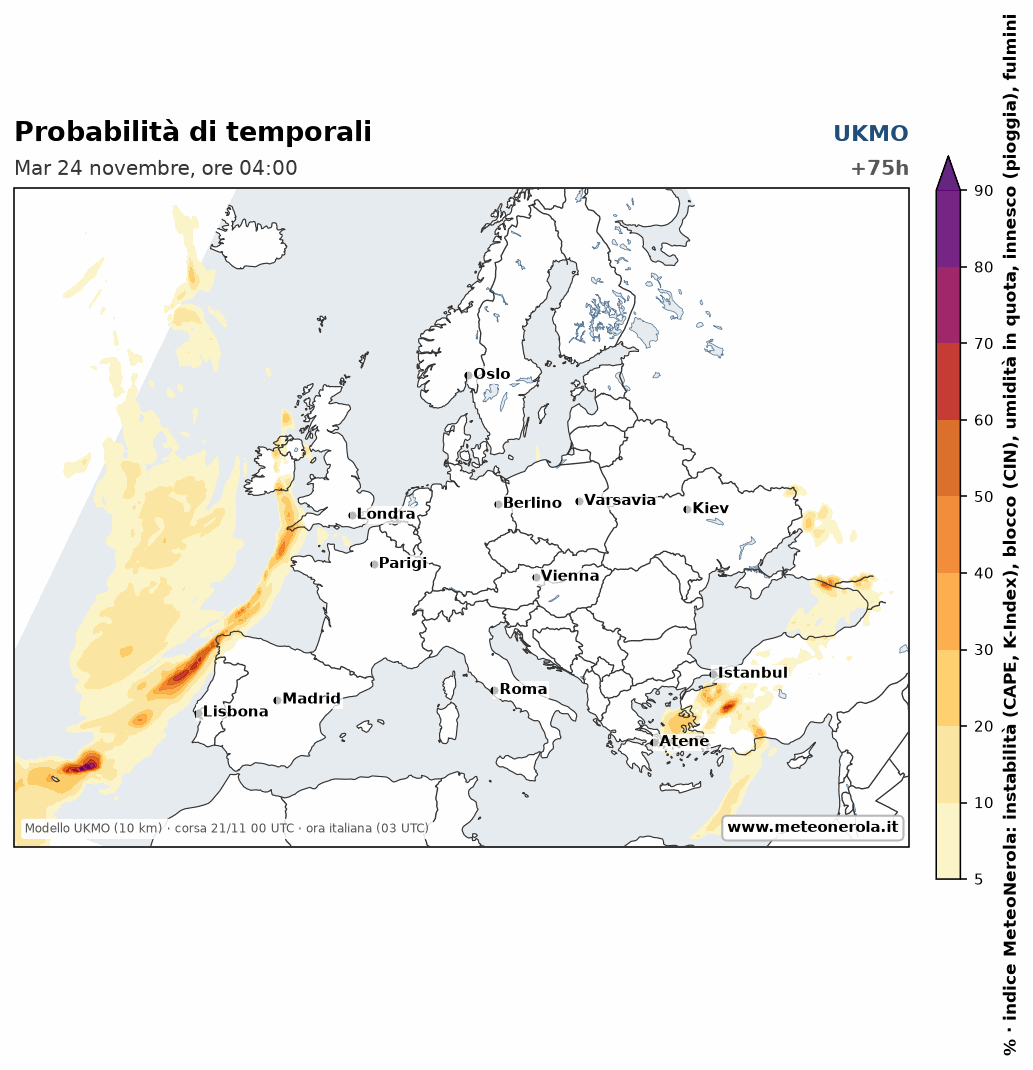 Probabilità di temporali
UKMO
Mar 24 novembre, ore 04:00
+75h
Oslo
Londra
Berlino
Varsavia
Kiev
Parigi
Vienna
Istanbul
Roma
Madrid
Lisbona
Atene
Modello UKMO (10 km) · corsa 21/11 00 UTC · ora italiana (03 UTC)
www.meteonerola.it
90
80
70
60
50
40
30
20
10
5
% · indice MeteoNerola: instabilità (CAPE, K-Index), blocco (CIN), umidità in quota, innesco (pioggia), fulmini